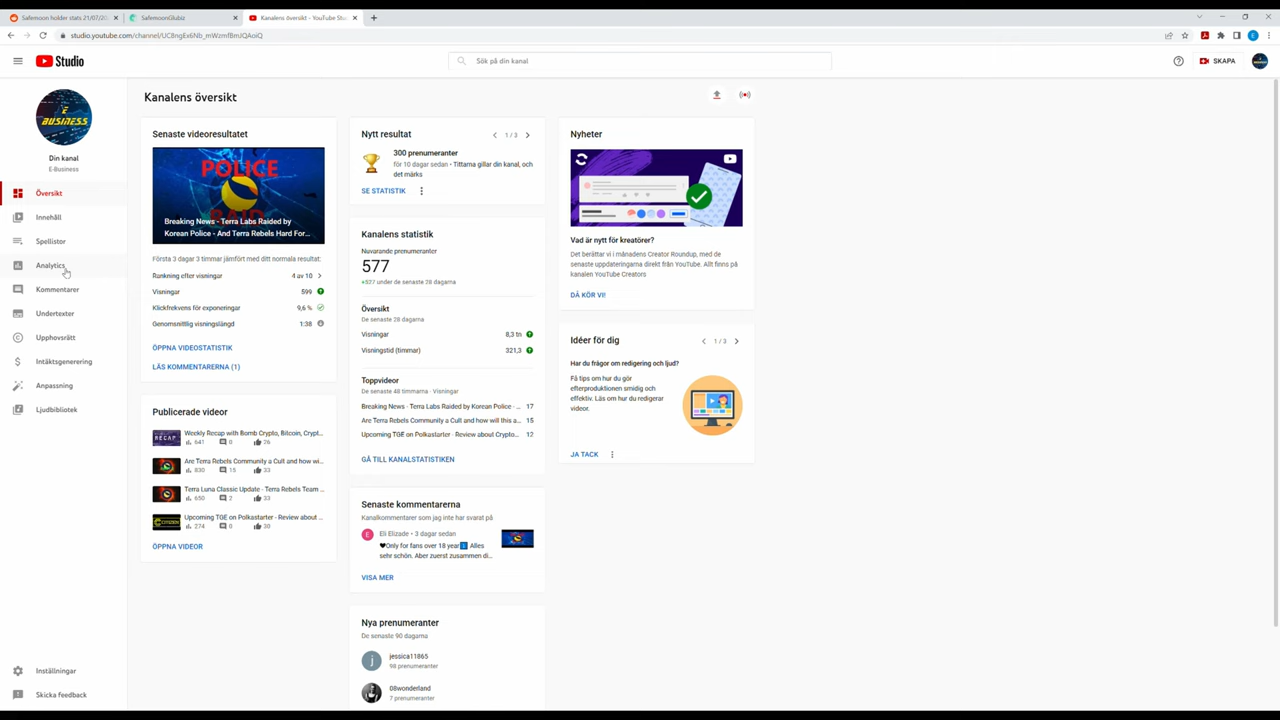 Safemoon holder stats 21/07/20
SafemoonGlubiz
Kanalens översikt - YouTube Stu
studio.youtube.com/channel/UC8ngEx6Nb_mWzmfBmJQAoiQ
Studio
Sök på din kanal
SKAPA
E
BUSINESS
Din kanal
E-Business
Översikt
Innehåll
Spellistor
Analytics
Kommentarer
Undertexter
Upphovsrätt
Intäktsgenerering
Anpassning
Ljudbibliotek
Inställningar
Skicka feedback
Kanalens översikt
Senaste videoresultatet
POLICE
RAID
Breaking News - Terra Labs Raided by
Korean Police - And Terra Rebels Hard For...
Första 3 dagar 3 timmar jämfört med ditt normala resultat:
Rankning efter visningar 4 av 10
Visningar 599
Klickfrekvens för exponeringar 9,6 %
Genomsnittlig visningslängd 1:38
ÖPPNA VIDEOSTATISTIK
LÄS KOMMENTARERNA (1)
Publicerade videor
RECAP
Weekly Recap with Bomb Crypto, Bitcoin, Crypt...
641 0 76
Are Terra Rebels Community a Cult and how wi...
830 15 33
Terra Luna Classic Update - Terra Rebels Team ...
650 2 33
CITIZEN
Upcoming TGE on Polkastarter - Review about ...
274 0 30
ÖPPNA VIDEOR
Nytt resultat
1 / 3
300 prenumeranter
för 10 dagar sedan · Tittarna gillar din kanal, och
det märks
SE STATISTIK
Kanalens statistik
Nuvarande prenumeranter
577
+527 under de senaste 28 dagarna
Översikt
De senaste 28 dagarna
Visningar 8,3 tn
Visningstid (timmar) 321,3
Toppvideor
De senaste 48 timmarna · Visningar
Breaking News - Terra Labs Raided by Korean Police - ... 17
Are Terra Rebels Community a Cult and how will this a... 15
Upcoming TGE on Polkastarter - Review about Crypto... 12
GÅ TILL KANALSTATISTIKEN
Senaste kommentarerna
Kanalkommentarer som jag inte har svarat på
E
Eli Elizade • 3 dagar sedan
❤Only for fans over 18 year Alles
sehr schön. Aber zuerst zusammen di...
VISA MER
Nya prenumeranter
De senaste 90 dagarna
j
jessica11865
98 prenumeranter
08wonderland
7 prenumeranter
Nyheter
Vad är nytt för kreatörer?
Det berättar vi i månadens Creator Roundup, med de
senaste uppdateringarna direkt från YouTube. Allt finns på
kanalen YouTube Creators
DÅ KÖR VI!
Idéer för dig
1 / 3
Har du frågor om redigering och ljud?
Få tips om hur du gör
efterproduktionen smidig och
effektiv. Läs om hur du redigerar
videor.
JA TACK